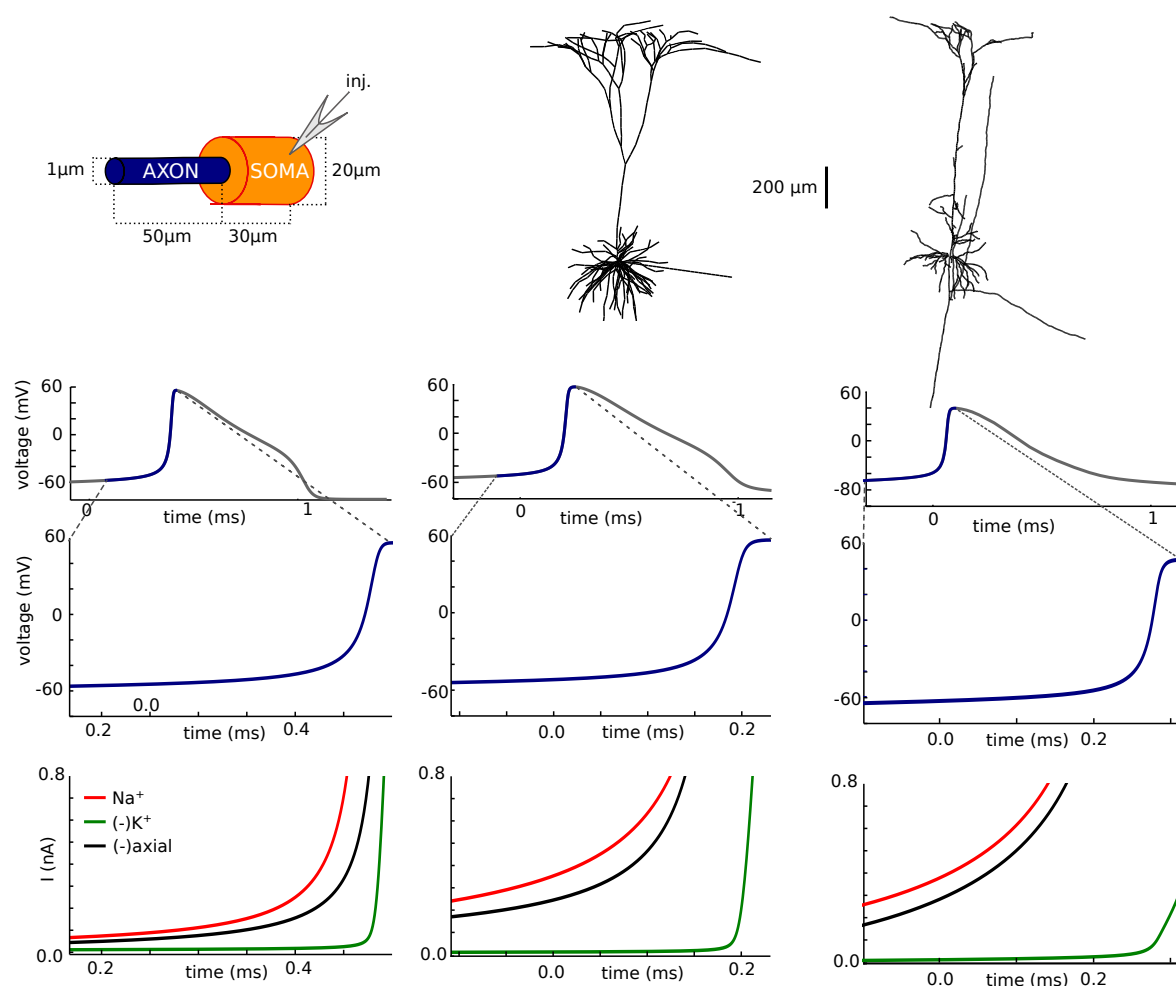 inj.
1μm
AXON
SOMA
20μm
50μm
30μm
200 μm
voltage (mV)
60
0
-60
0
1
time (ms)
60
0
-60
0
1
time (ms)
60
0
-80
0
1
time (ms)
voltage (mV)
60
0
-60
0.0
0.2
0.4
time (ms)
60
0
-60
0.0
0.2
time (ms)
60
0
-60
0.0
0.2
time (ms)
I (nA)
0.8
0.0
Na⁺
(-)K⁺
(-)axial
0.2
0.4
time (ms)
0.8
0.0
0.0
0.2
time (ms)
0.8
0.0
0.0
0.2
time (ms)